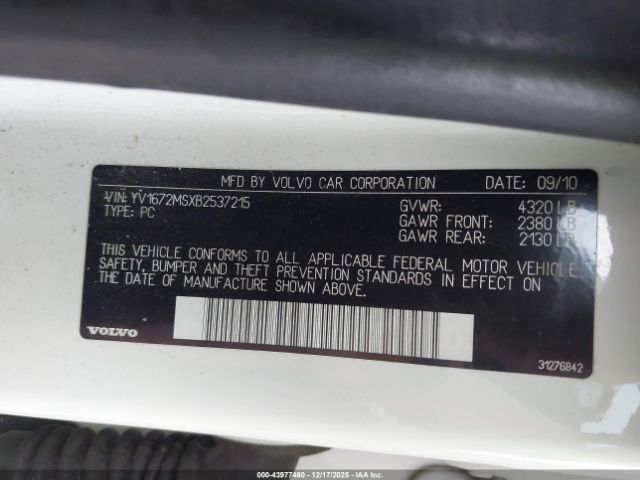 MFD BY VOLVO CAR CORPORATION DATE: 09/10
VIN: YV1672MSXB2537215 GVWR: 4320 LB
TYPE: PC GAWR FRONT: 2380 LB
GAWR REAR: 2130 LB
THIS VEHICLE CONFORMS TO ALL APPLICABLE FEDERAL MOTOR VEHICLE
SAFETY, BUMPER AND THEFT PREVENTION STANDARDS IN EFFECT ON
THE DATE OF MANUFACTURE SHOWN ABOVE.
VOLVO
31276842
000-43977460 - 12/17/2025 - PADDOCK